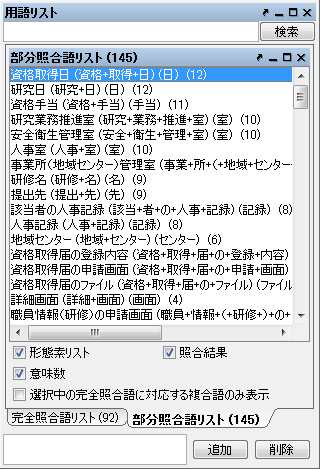 用語リスト
検索
部分照合語リスト (145)
資格取得日 (資格+取得+日) (日) (12)
研究日 (研究+日) (日) (12)
資格手当 (資格+手当) (手当) (11)
研究業務推進室 (研究+業務+推進+室) (室) (10)
安全衛生管理室 (安全+衛生+管理+室) (室) (10)
人事室 (人事+室) (室) (10)
事業所(地域センター)管理室 (事業+所+(+地域+センター
研修名 (研修+名) (名) (9)
提出先 (提出+先) (先) (9)
該当者の人事記録 (該当+者+の+人事+記録) (記録) (8)
人事記録 (人事+記録) (記録) (8)
地域センター (地域+センター) (センター) (6)
資格取得届の登録内容 (資格+取得+届+の+登録+内容)
資格取得届の申請画面 (資格+取得+届+の+申請+画面)
資格取得届のファイル (資格+取得+届+の+ファイル) (ファイル)
詳細画面 (詳細+画面) (画面) (4)
職員情報(研修)の申請画面 (職員+情報+(+研修+)+の+
形態素リスト
照合結果
意味数
選択中の完全照合語に対応する複合語のみ表示
完全照合語リスト (92)
部分照合語リスト (145)
追加
削除